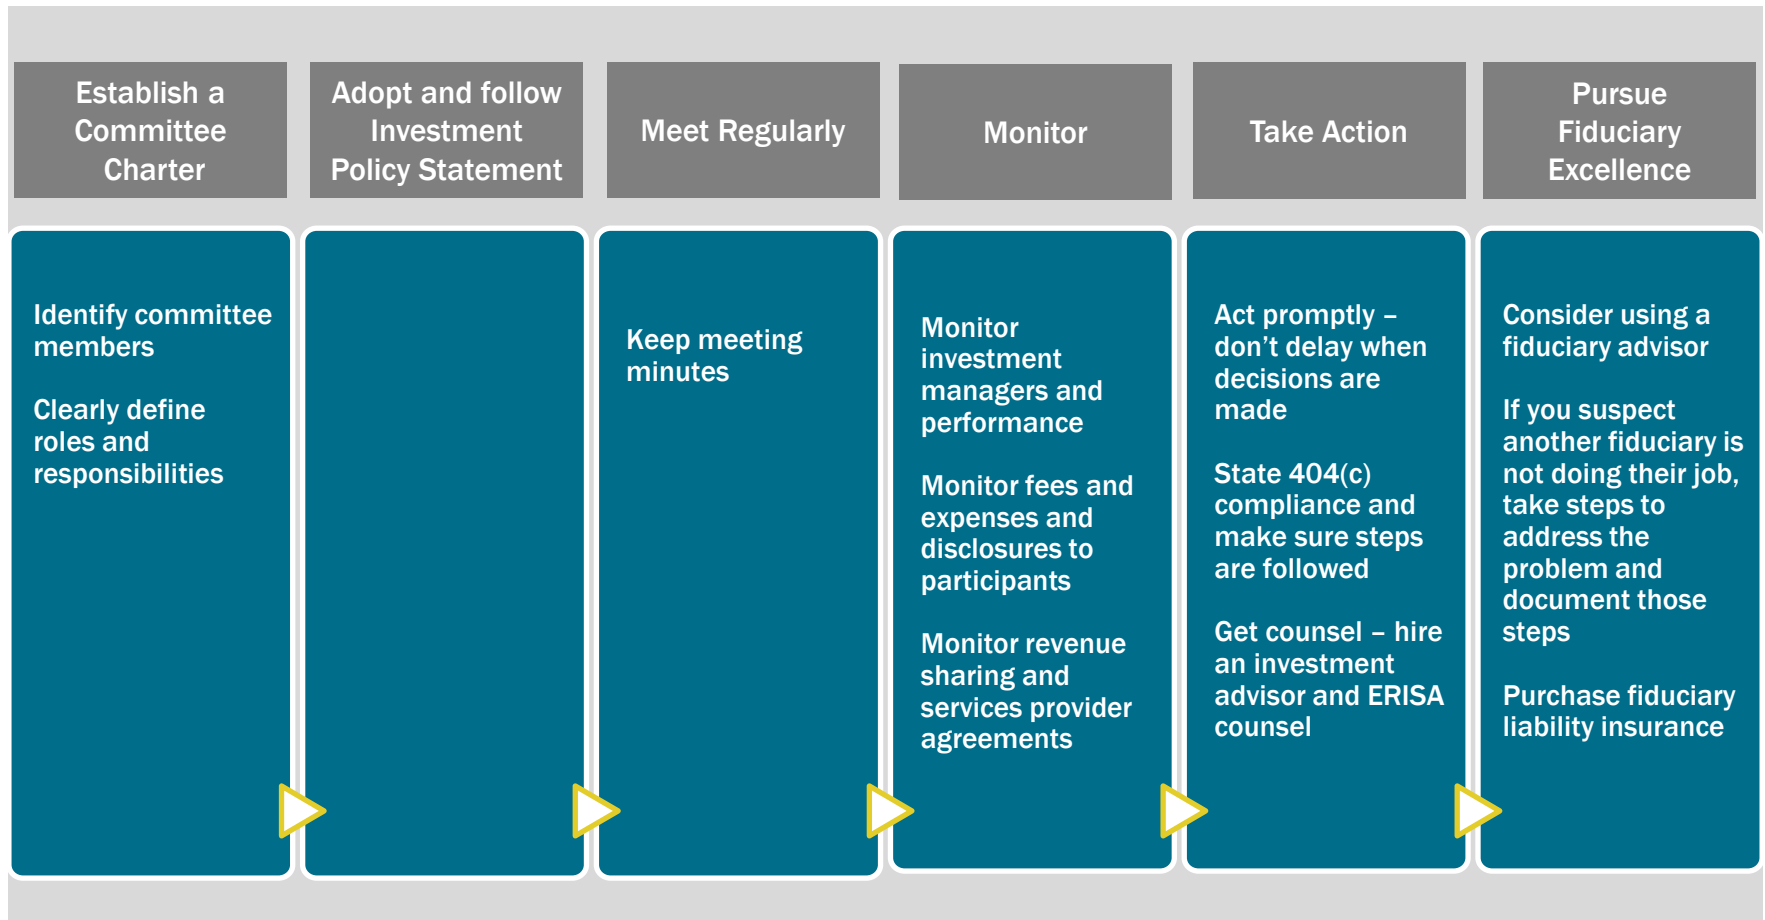 Establish a
Committee
Charter
Adopt and follow
Investment
Policy Statement
Meet Regularly
Monitor
Take Action
Pursue
Fiduciary
Excellence
Identify committee
members
Clearly define
roles and
responsibilities
Keep meeting
minutes
Monitor
investment
managers and
performance
Monitor fees and
expenses and
disclosures to
participants
Monitor revenue
sharing and
services provider
agreements
Act promptly –
don’t delay when
decisions are
made
State 404(c)
compliance and
make sure steps
are followed
Get counsel – hire
an investment
advisor and ERISA
counsel
Consider using a
fiduciary advisor
If you suspect
another fiduciary is
not doing their job,
take steps to
address the
problem and
document those
steps
Purchase fiduciary
liability insurance